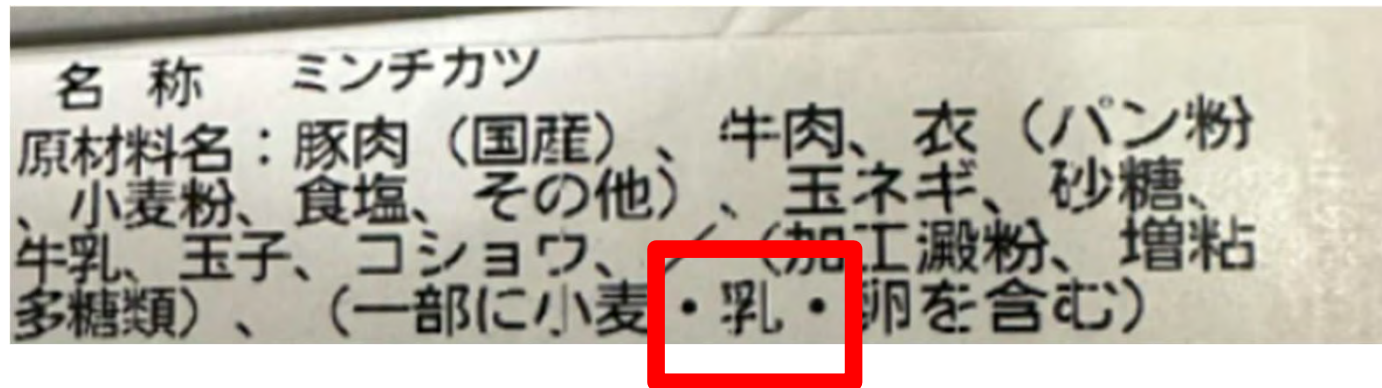 名 称 ミンチカツ
原材料名：豚肉（国産）、牛肉、衣（パン粉
、小麦粉、食塩、その他）、玉ネギ、砂糖、
牛乳、玉子、コショウ、／（加工澱粉、増粘
多糖類）、（一部に小麦・乳・卵を含む）